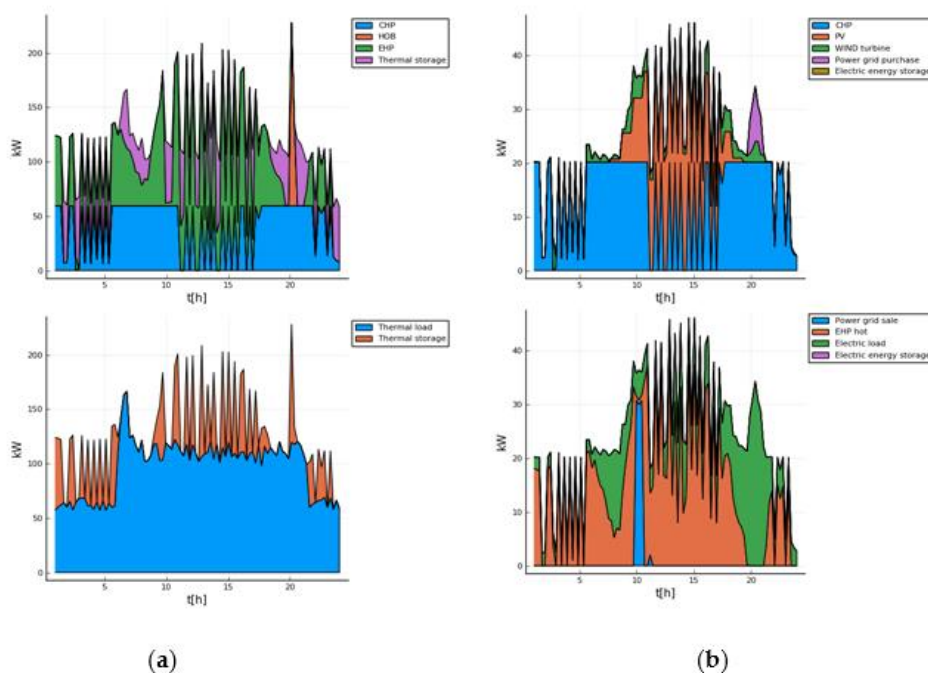 CHP
HOB
EHP
Thermal storage
200
150
100
50
0
kW
5
10
15
20
t[h]
Thermal load
Thermal storage
200
150
100
50
0
kW
5
10
15
20
t[h]
(a)
CHP
PV
WIND turbine
Power grid purchase
Electric energy storage
40
30
20
10
0
kW
5
10
15
20
t[h]
Power grid sale
EHP hot
Electric load
Electric energy storage
40
30
20
10
0
kW
5
10
15
20
t[h]
(b)